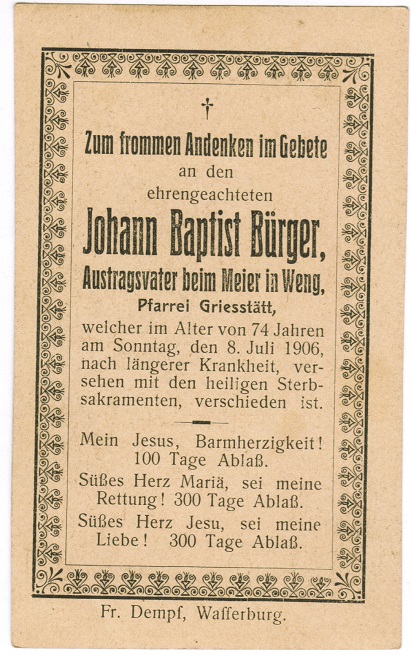 †
Zum frommen Andenken im Gebete
an den
ehrengeachteten
Johann Baptist Bürger,
Austragsvater beim Meier in Weng,
Pfarrei Griesstätt,
welcher im Alter von 74 Jahren
am Sonntag, den 8. Juli 1906,
nach längerer Krankheit, ver-
sehen mit den heiligen Sterb-
sakramenten, verschieden ist.
Mein Jesus, Barmherzigkeit!
100 Tage Ablaß.
Süßes Herz Mariä, sei meine
Rettung! 300 Tage Ablaß.
Süßes Herz Jesu, sei meine
Liebe! 300 Tage Ablaß.
Fr. Dempf, Wasserburg.